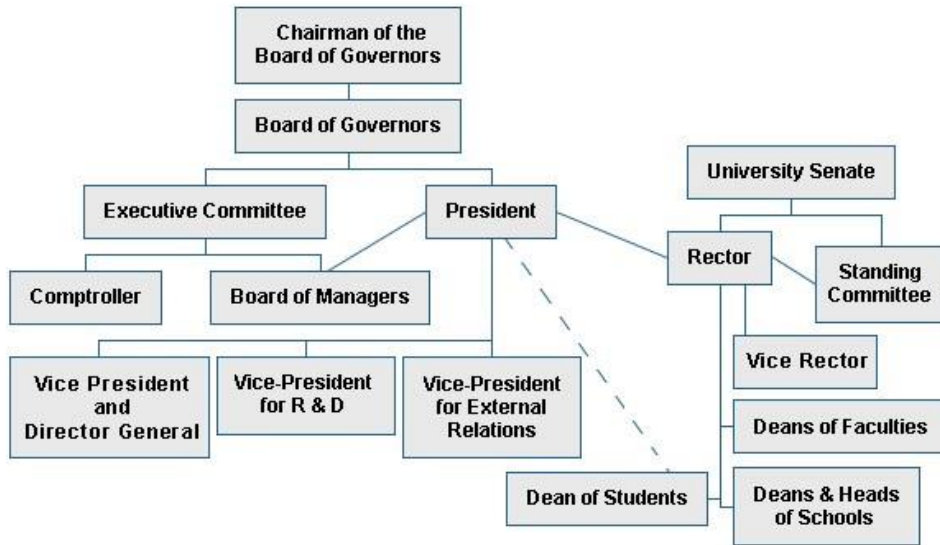 Chairman of the
Board of Governors
Board of Governors
University Senate
Executive Committee
President
Rector
Standing
Committee
Comptroller
Board of Managers
Vice Rector
Vice President
and
Director General
Vice-President
for R & D
Vice-President
for External
Relations
Deans of Faculties
Dean of Students
Deans & Heads
of Schools